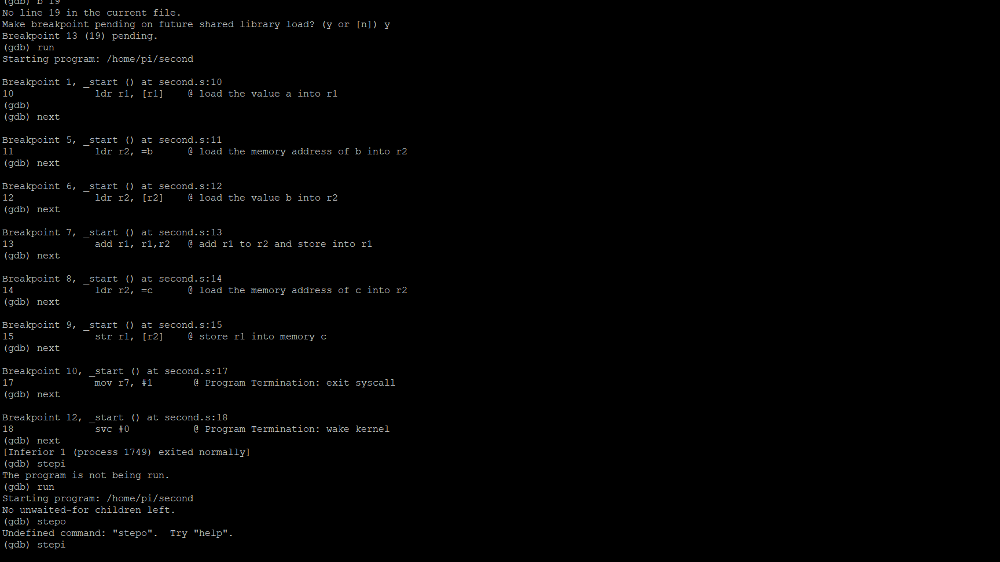 (gdb) b 19
No line 19 in the current file.
Make breakpoint pending on future shared library load? (y or [n]) y
Breakpoint 13 (19) pending.
(gdb) run
Starting program: /home/pi/second
Breakpoint 1, _start () at second.s:10
10              ldr r1, [r1]    @ load the value a into r1
(gdb)
(gdb) next
Breakpoint 5, _start () at second.s:11
11              ldr r2, =b      @ load the memory address of b into r2
(gdb) next
Breakpoint 6, _start () at second.s:12
12              ldr r2, [r2]    @ load the value b into r2
(gdb) next
Breakpoint 7, _start () at second.s:13
13              add r1, r1,r2   @ add r1 to r2 and store into r1
(gdb) next
Breakpoint 8, _start () at second.s:14
14              ldr r2, =c      @ load the memory address of c into r2
(gdb) next
Breakpoint 9, _start () at second.s:15
15              str r1, [r2]    @ store r1 into memory c
(gdb) next
Breakpoint 10, _start () at second.s:17
17              mov r7, #1       @ Program Termination: exit syscall
(gdb) next
Breakpoint 12, _start () at second.s:18
18              svc #0           @ Program Termination: wake kernel
(gdb) next
[Inferior 1 (process 1749) exited normally]
(gdb) stepi
The program is not being run.
(gdb) run
Starting program: /home/pi/second
No unwaited-for children left.
(gdb) stepo
Undefined command: "stepo".  Try "help".
(gdb) stepi